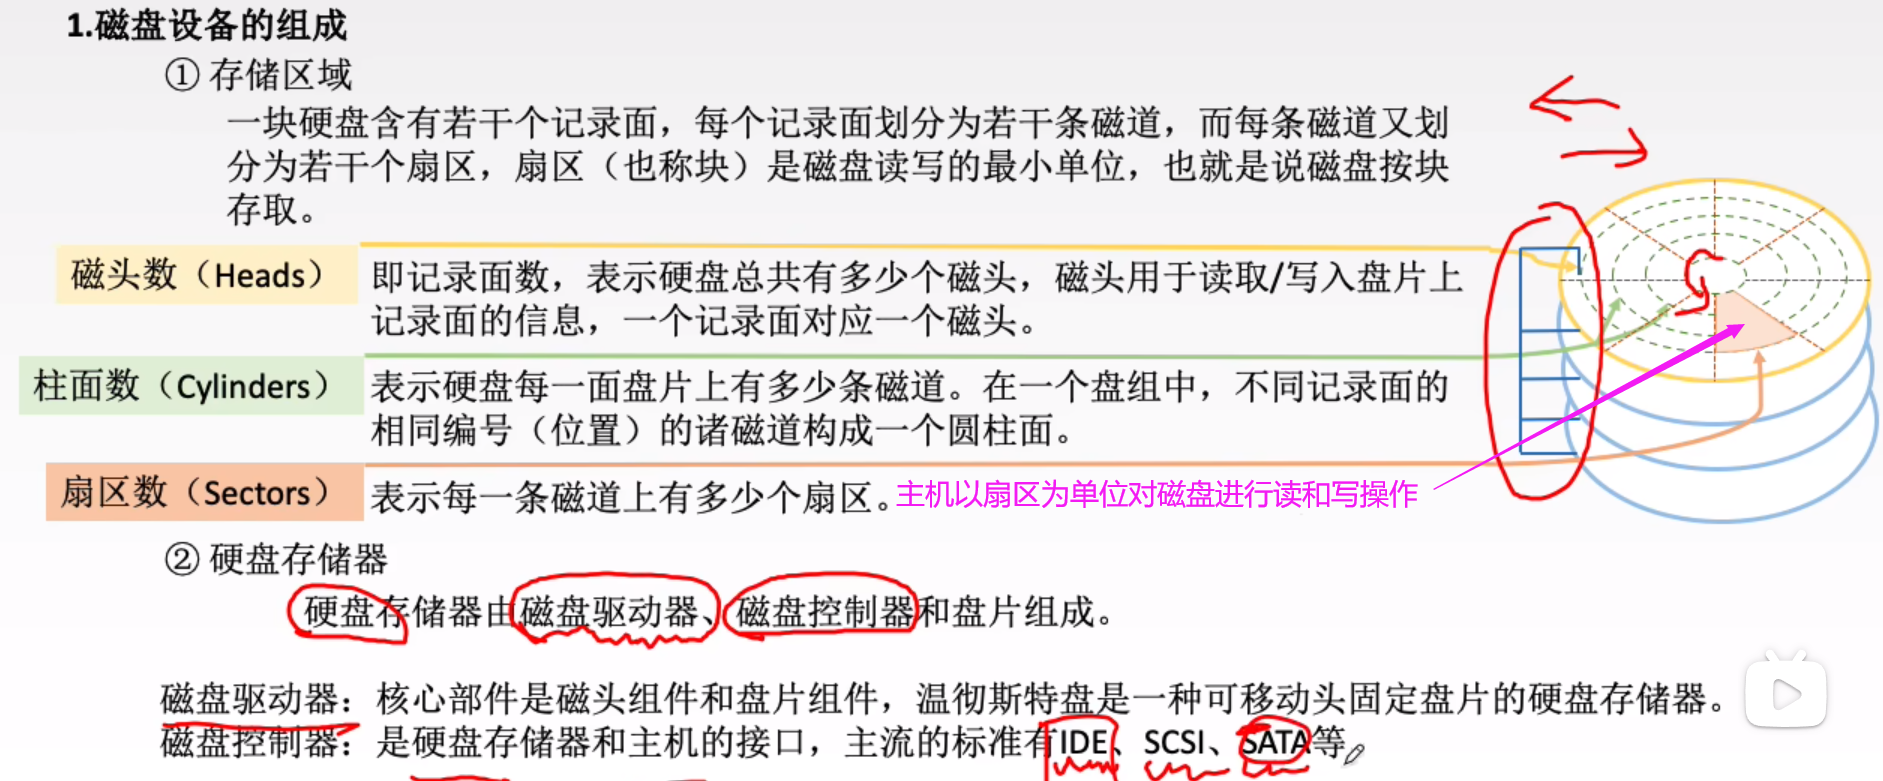 1.磁盘设备的组成
① 存储区域
一块硬盘含有若干个记录面，每个记录面划分为若干条磁道，而每条磁道又划
分为若干个扇区，扇区（也称块）是磁盘读写的最小单位，也就是说磁盘按块
存取。
磁头数（Heads） 即记录面数，表示硬盘总共有多少个磁头，磁头用于读取/写入盘片上
记录面的信息，一个记录面对应一个磁头。
柱面数（Cylinders） 表示硬盘每一面盘片上有多少条磁道。在一个盘组中，不同记录面的
相同编号（位置）的诸磁道构成一个圆柱面。
扇区数（Sectors） 表示每一条磁道上有多少个扇区。主机以扇区为单位对磁盘进行读和写操作
② 硬盘存储器
硬盘存储器由磁盘驱动器、磁盘控制器和盘片组成。
磁盘驱动器：核心部件是磁头组件和盘片组件，温彻斯特盘是一种可移动头固定盘片的硬盘存储器。
磁盘控制器：是硬盘存储器和主机的接口，主流的标准有IDE、SCSI、SATA等。